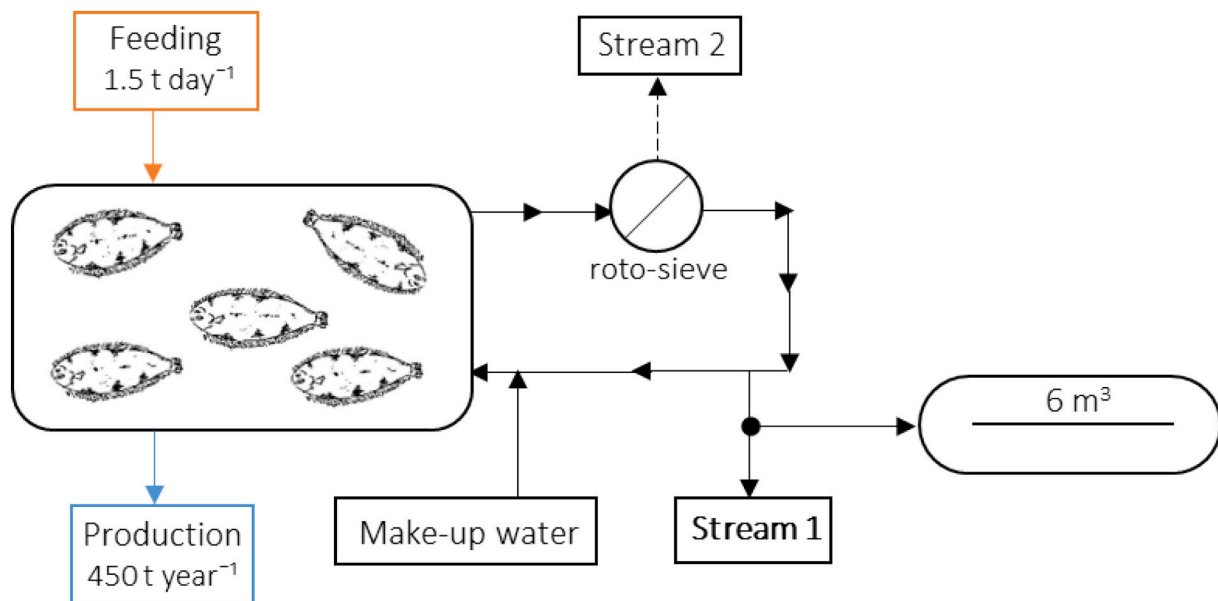 Feeding
1.5 t day⁻¹
Stream 2
roto-sieve
6 m³
Production
450 t year⁻¹
Make-up water
Stream 1